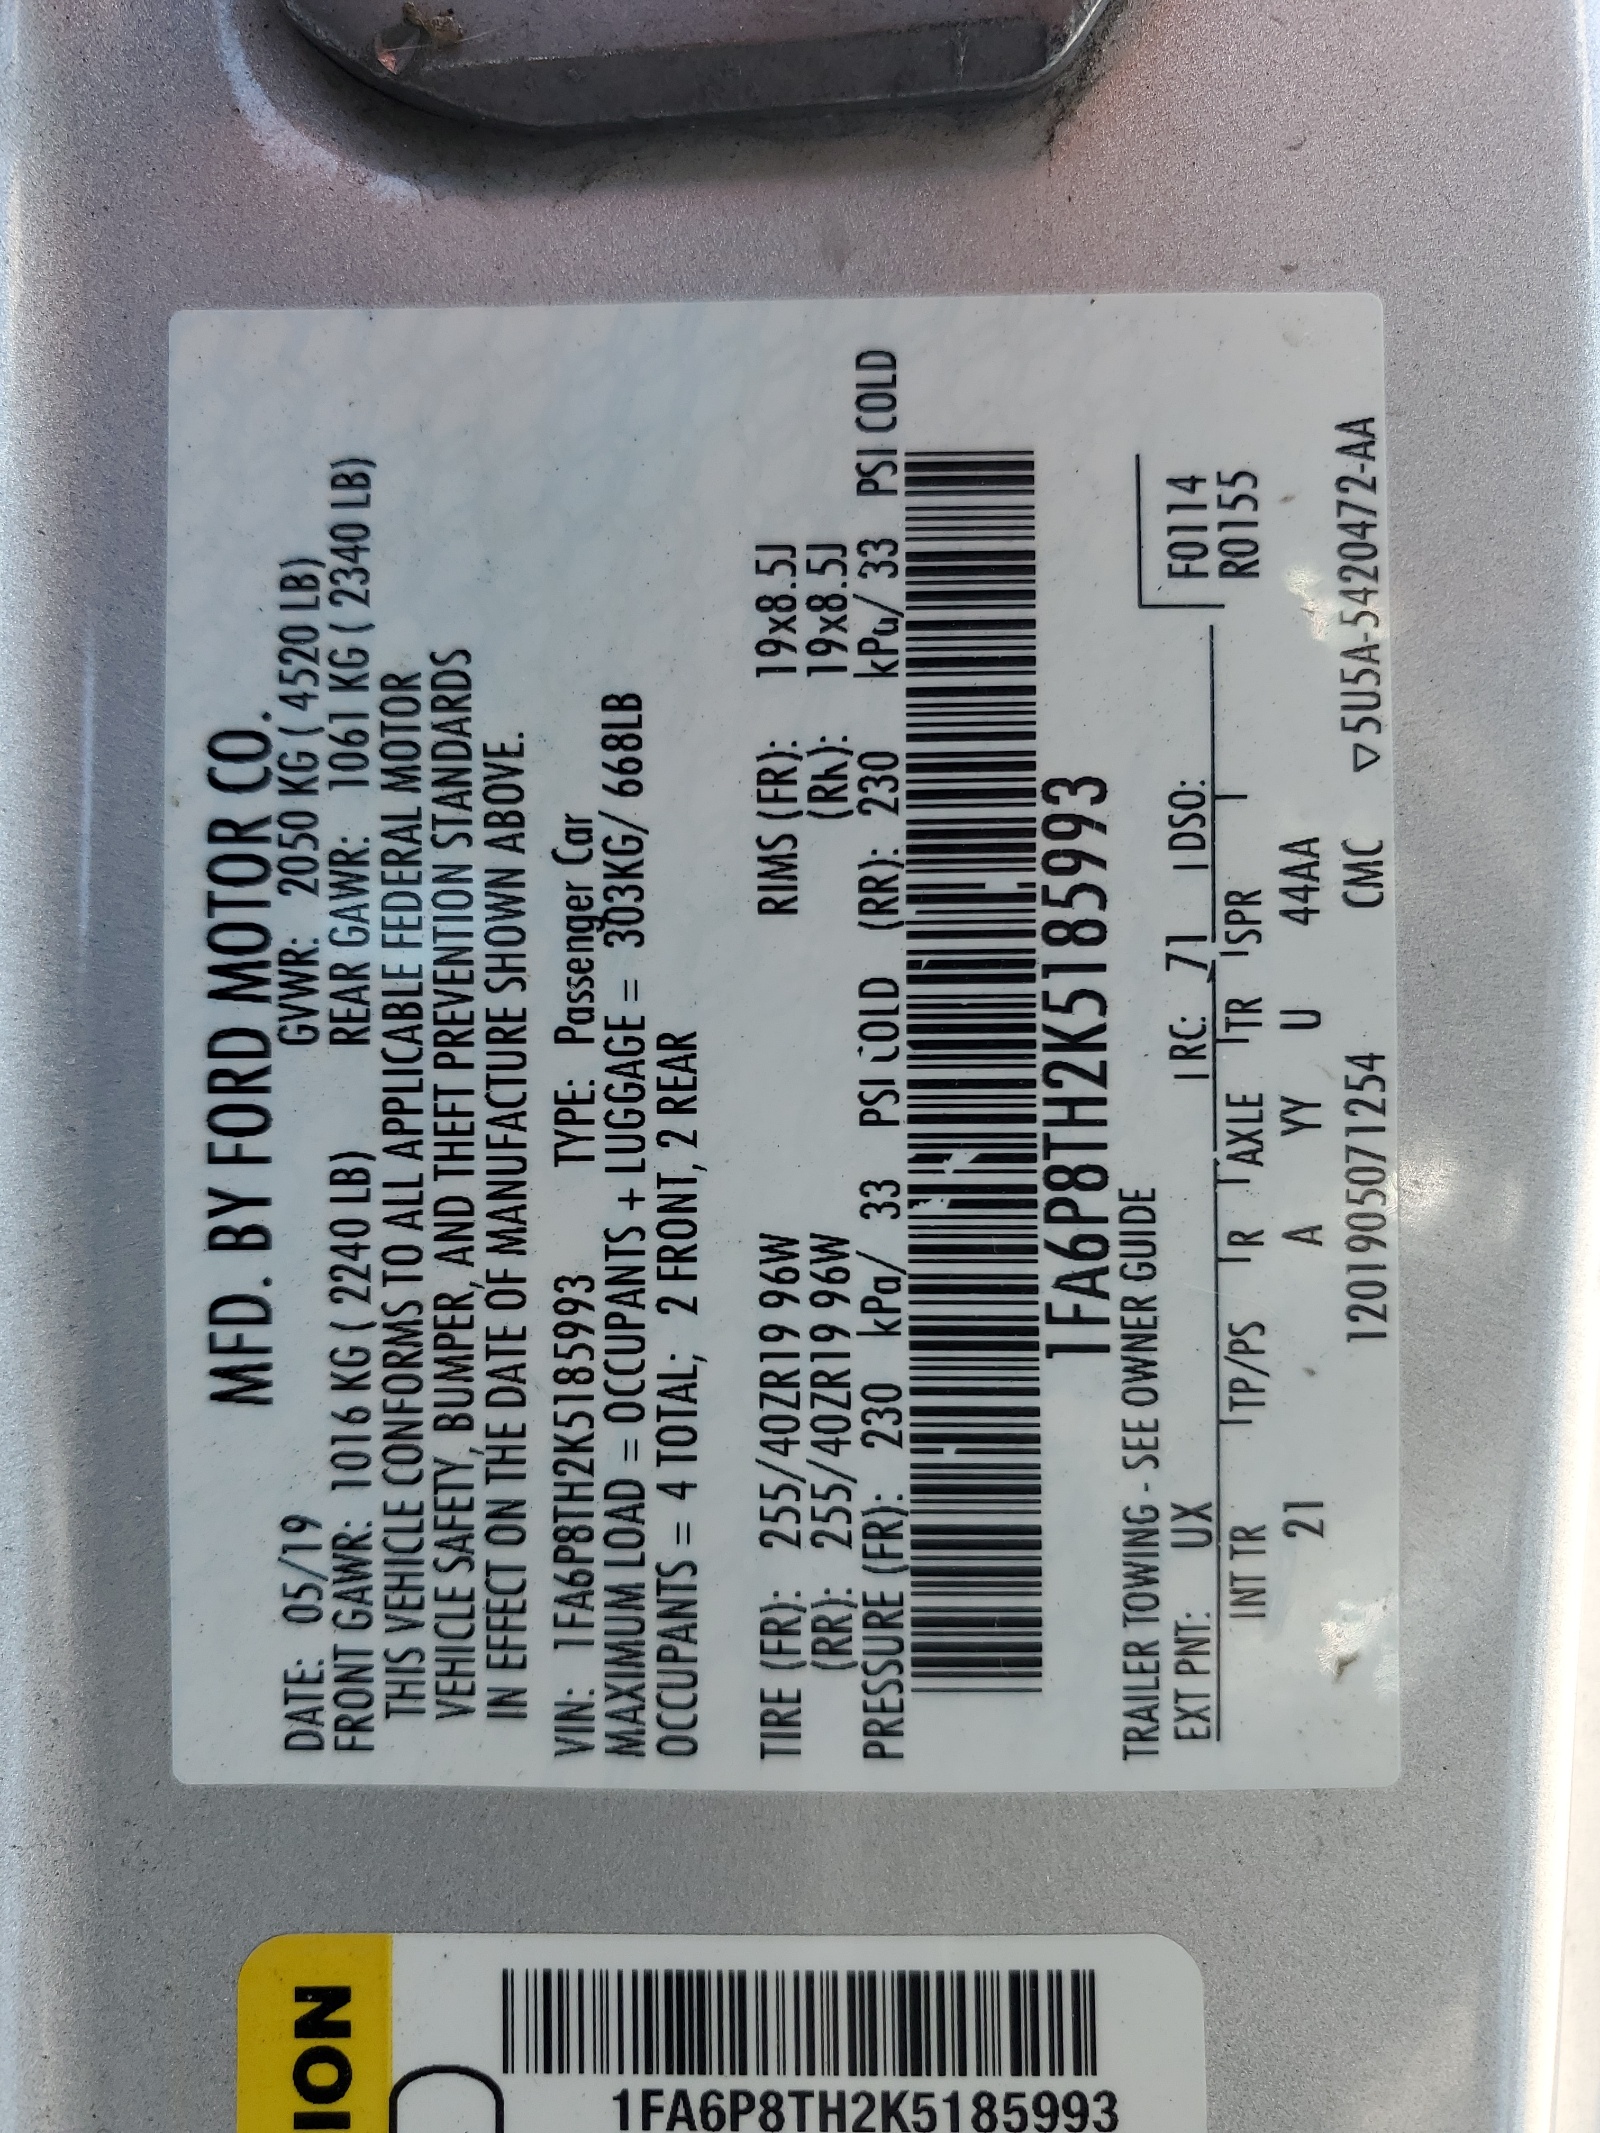 MFD. BY FORD MOTOR CO.
DATE: 05/19 GVWR: 2050 KG ( 4520 LB)
FRONT GAWR: 1016 KG ( 2240 LB) REAR GAWR: 1061 KG ( 2340 LB)
THIS VEHICLE CONFORMS TO ALL APPLICABLE FEDERAL MOTOR
VEHICLE SAFETY, BUMPER, AND THEFT PREVENTION STANDARDS
IN EFFECT ON THE DATE OF MANUFACTURE SHOWN ABOVE.
VIN: 1FA6P8TH2K5185993 TYPE: Passenger Car
MAXIMUM LOAD = OCCUPANTS + LUGGAGE = 303KG/ 668LB
OCCUPANTS = 4 TOTAL; 2 FRONT, 2 REAR
TIRE (FR): 255/40ZR19 96W RIMS (FR): 19x8.5J
(RR): 255/40ZR19 96W (Rh): 19x8.5J
PRESSURE (FR): 230 kPa/ 33 PSI COLD (RR): 230 kPa/ 33 PSI COLD
1FA6P8TH2K5185993
TRAILER TOWING - SEE OWNER GUIDE
EXT PNT: UX RC: 71 DSO: F0114
R0155
INT TR TP/PS R AXLE TR SPR
21 A YY U 44AA
1201905071254 CMC ▽5U5A-5420472-AA
ION
1FA6P8TH2K5185993